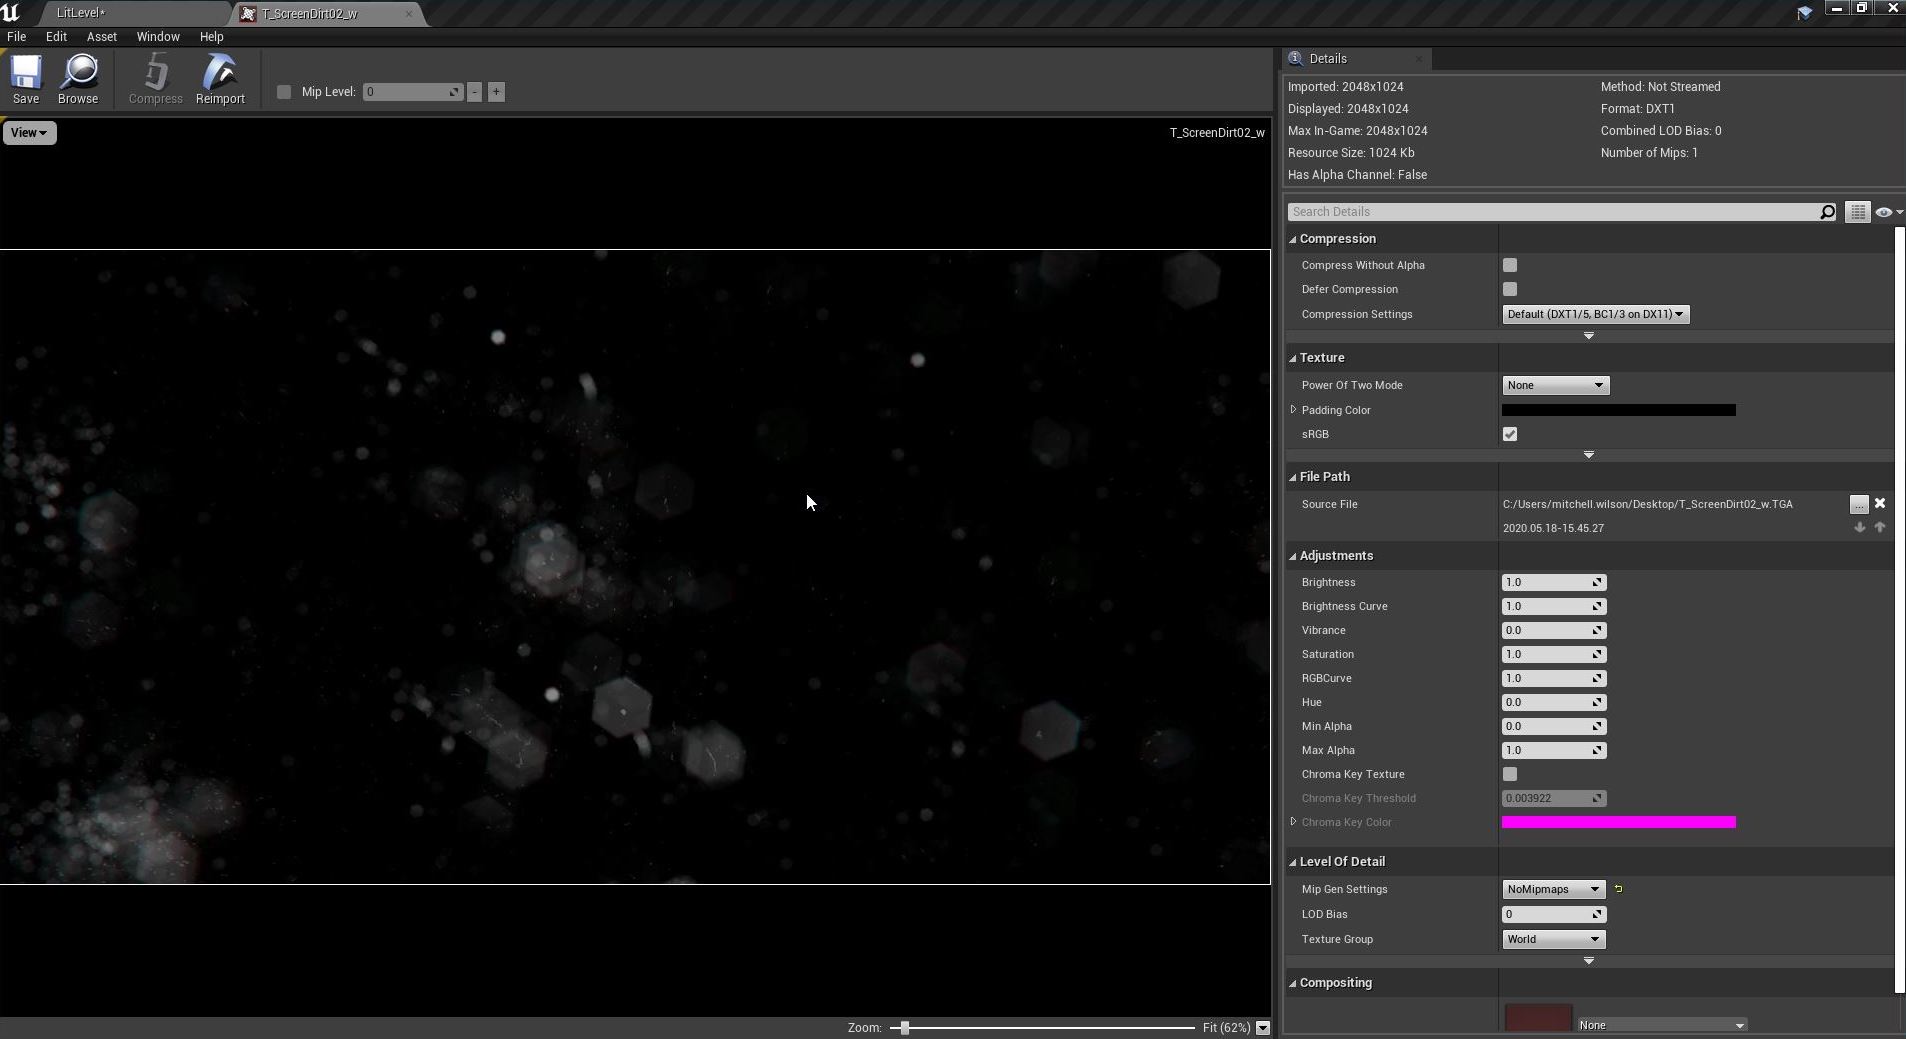 LitLevel*
T_ScreenDirt02_w
File Edit Asset Window Help
Save Browse Compress Reimport
Mip Level: 0 - +
View
T_ScreenDirt02_w
Zoom: Fit (62%)
Details
Imported: 2048x1024 Method: Not Streamed
Displayed: 2048x1024 Format: DXT1
Max In-Game: 2048x1024 Combined LOD Bias: 0
Resource Size: 1024 Kb Number of Mips: 1
Has Alpha Channel: False
Search Details
Compression
Compress Without Alpha
Defer Compression
Compression Settings Default (DXT1/5, BC1/3 on DX11)
Texture
Power Of Two Mode None
Padding Color
sRGB
File Path
Source File C:/Users/mitchell.wilson/Desktop/T_ScreenDirt02_w.TGA
2020.05.18-15.45.27
Adjustments
Brightness 1.0
Brightness Curve 1.0
Vibrance 0.0
Saturation 1.0
RGBCurve 1.0
Hue 0.0
Min Alpha 0.0
Max Alpha 1.0
Chroma Key Texture
Chroma Key Threshold 0.003922
Chroma Key Color
Level Of Detail
Mip Gen Settings NoMipmaps
LOD Bias 0
Texture Group World
Compositing
None